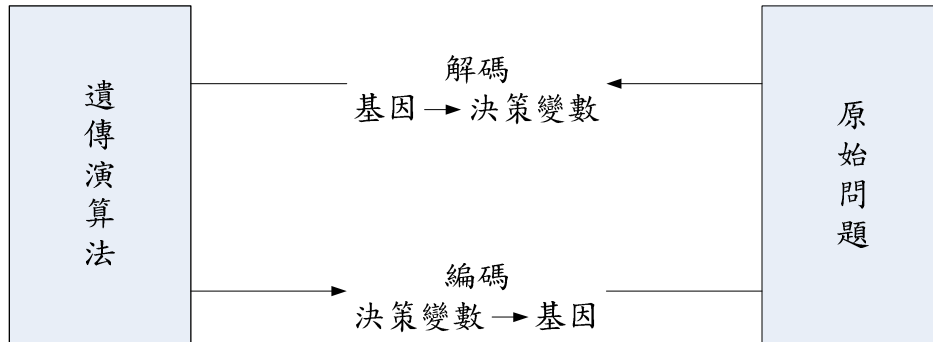 遺傳演算法
解碼
基因→決策變數
編碼
決策變數→基因
原始問題